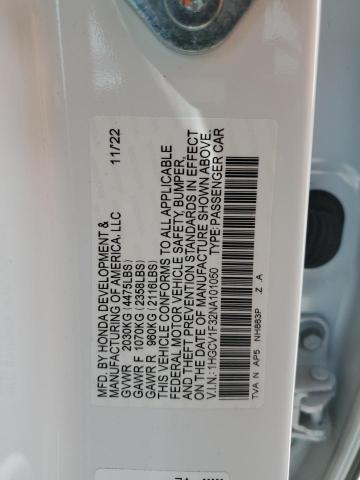 MFD. BY HONDA DEVELOPMENT & 11/22
MANUFACTURING OF AMERICA, LLC
GVWR 2030KG (4475LBS)
GAWR F 1070KG (2358LBS)
GAWR R 960KG (2116LBS)
THIS VEHICLE CONFORMS TO ALL APPLICABLE
FEDERAL MOTOR VEHICLE SAFETY, BUMPER,
AND THEFT PREVENTION STANDARDS IN EFFECT
ON THE DATE OF MANUFACTURE SHOWN ABOVE.
V.I.N.:1HGCV1F32NA101050 TYPE:PASSENGER CAR
TVA N AP5 NH883P Z A